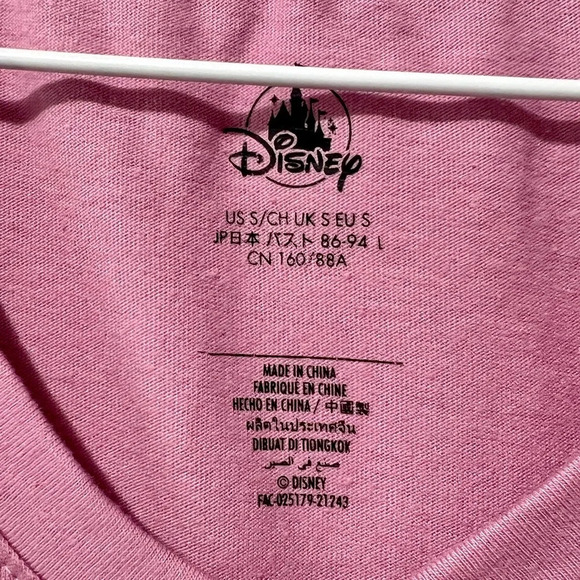 Disney
US S/CH UK S EU S
JP日本 バスト 86-94 L
CN 160/88A
MADE IN CHINA
FABRIQUÉ EN CHINE
HECHO EN CHINA / 中國製
ผลิตในประเทศจีน
DIBUAT DI TIONGKOK
صنع في الصين
© DISNEY
FAC-025179-21243